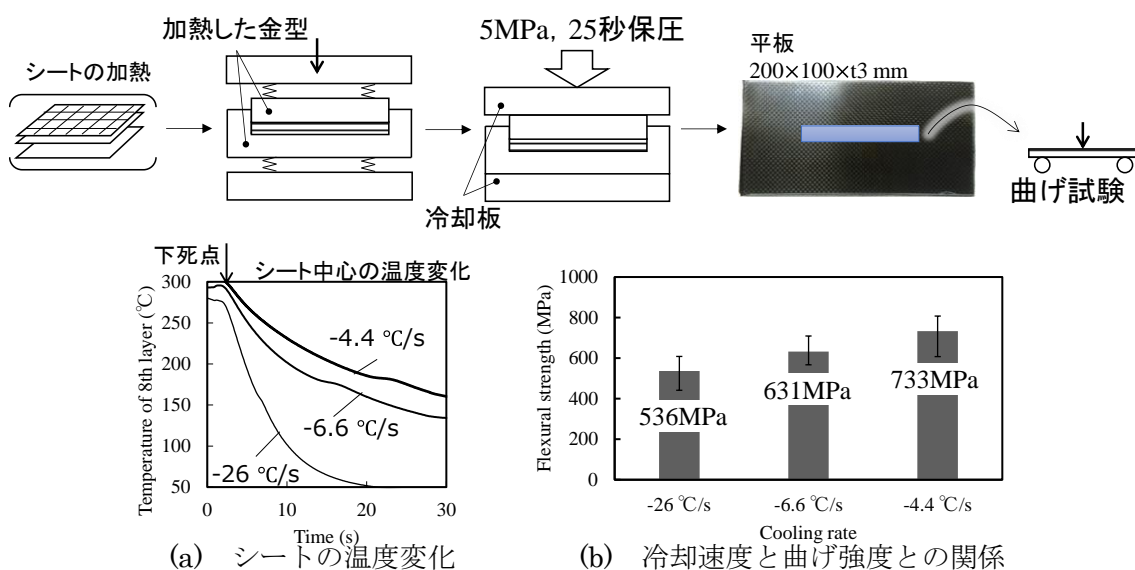 シートの加熱
加熱した金型
5MPa, 25秒保圧
冷却板
平板
200×100×t3 mm
曲げ試験
下死点
シート中心の温度変化
Temperature of 8th layer (℃)
300
250
200
150
100
50
-4.4 ℃/s
-6.6 ℃/s
-26 ℃/s
0
10
20
30
Time (s)
(a) シートの温度変化
Flexural strength (MPa)
1000
800
600
400
200
0
536MPa
631MPa
733MPa
-26 ℃/s
-6.6 ℃/s
-4.4 ℃/s
Cooling rate
(b) 冷却速度と曲げ強度との関係